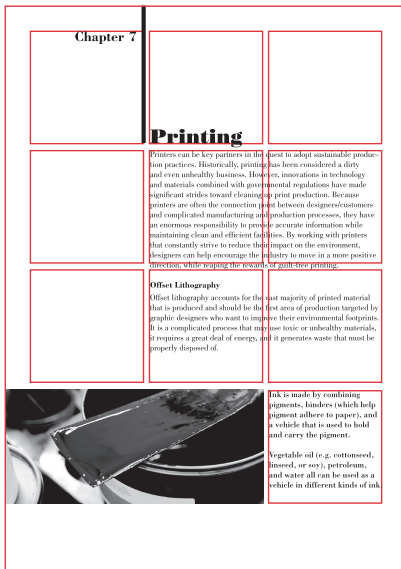 Chapter 7
Printing
Printers can be key partners in the quest to adopt sustainable produc-
tion practices. Historically, printing has been considered a dirty
and even unhealthy business. However, innovations in technology
and materials combined with governmental regulations have made
significant strides toward cleaning up print production. Because
printers are often the connection point between designers/customers
and complicated manufacturing and production processes, they have
an enormous responsibility to provide accurate information while
maintaining clean and efficient facilities. By working with printers
that constantly strive to reduce their impact on the environment,
designers can help encourage the industry to move in a more positive
direction, while reaping the rewards of guilt-free printing.
Offset Lithography
Offset lithography accounts for the vast majority of printed material
that is produced and should be the first area of production targeted by
graphic designers who want to improve their environmental footprints.
It is a complicated process that may use toxic or unhealthy materials,
it requires a great deal of energy, and it generates waste that must be
properly disposed of.
Ink is made by combining
pigments, binders (which help
pigment adhere to paper), and
a vehicle that is used to hold
and carry the pigment.
Vegetable oil (e.g. cottonseed,
linseed, or soy), petroleum,
and water all can be used as a
vehicle in different kinds of ink.